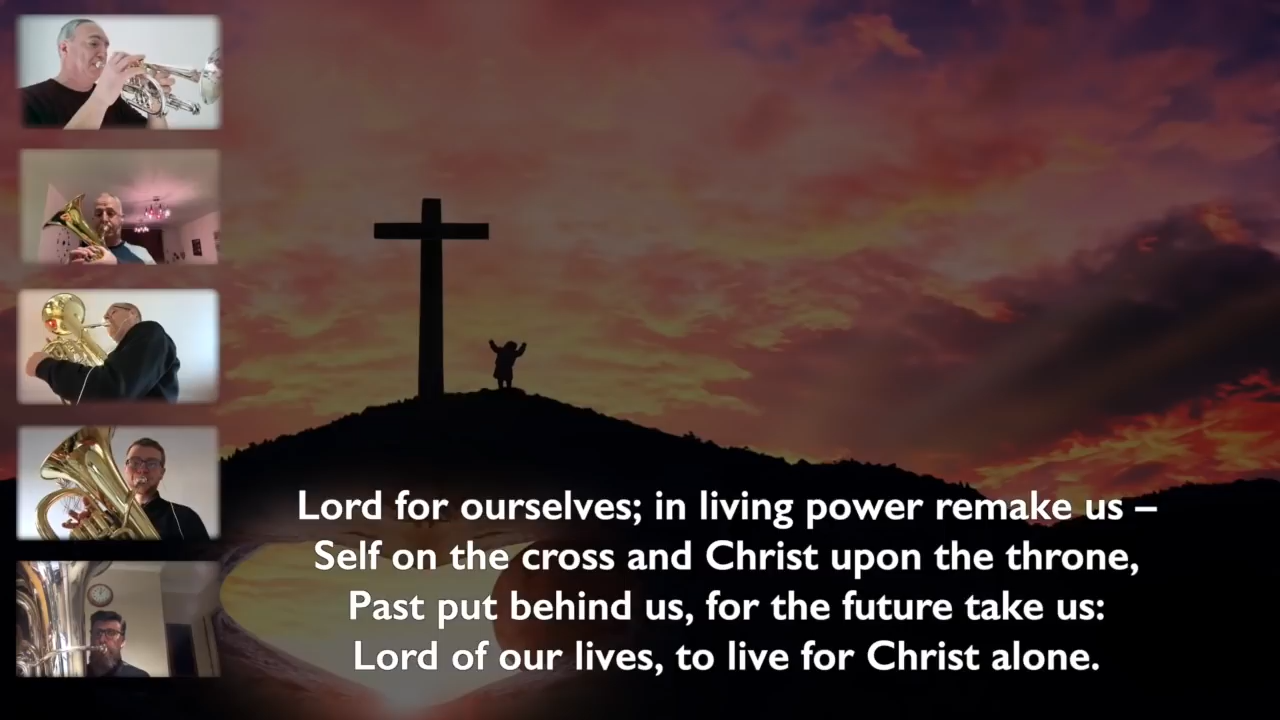 Lord for ourselves; in living power remake us –
Self on the cross and Christ upon the throne,
Past put behind us, for the future take us:
Lord of our lives, to live for Christ alone.